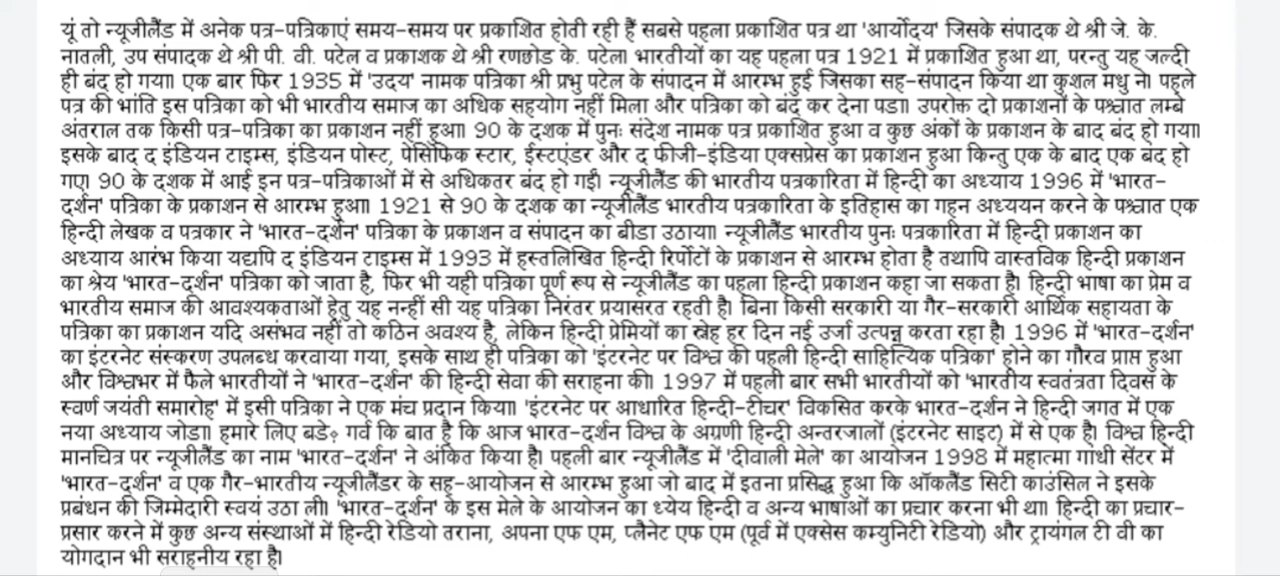 यूं तो न्यूजीलैंड में अनेक पत्र-पत्रिकाएं समय-समय पर प्रकाशित होती रही हैं सबसे पहला प्रकाशित पत्र था 'आर्योदय' जिसके संपादक थे श्री जे. के.
नातली, उप संपादक थे श्री पी. वी. पटेल व प्रकाशक थे श्री रणछोड के. पटेल। भारतीयों का यह पहला पत्र 1921 में प्रकाशित हुआ था, परन्तु यह जल्दी
ही बंद हो गया। एक बार फिर 1935 में 'उदय' नामक पत्रिका श्री प्रभु पटेल के संपादन में आरम्भ हुई जिसका सह-संपादन किया था कुशल मधु ने। पहले
पत्र की भांति इस पत्रिका को भी भारतीय समाज का अधिक सहयोग नहीं मिला और पत्रिका को बंद कर देना पडा। उपरोक्त दो प्रकाशनों के पश्चात लम्बे
अंतराल तक किसी पत्र-पत्रिका का प्रकाशन नहीं हुआ। 90 के दशक में पुनः संदेश नामक पत्र प्रकाशित हुआ व कुछ अंकों के प्रकाशन के बाद बंद हो गया।
इसके बाद द इंडियन टाइम्स, इंडियन पोस्ट, पेसिफिक स्टार, ईस्टएंडर और द फीजी-इंडिया एक्सप्रेस का प्रकाशन हुआ किन्तु एक के बाद एक बंद हो
गए। 90 के दशक में आई इन पत्र-पत्रिकाओं में से अधिकतर बंद हो गईं। न्यूजीलैंड की भारतीय पत्रकारिता में हिन्दी का अध्याय 1996 में 'भारत-
दर्शन' पत्रिका के प्रकाशन से आरम्भ हुआ। 1921 से 90 के दशक का न्यूजीलैंड भारतीय पत्रकारिता के इतिहास का गहन अध्ययन करने के पश्चात एक
हिन्दी लेखक व पत्रकार ने 'भारत-दर्शन' पत्रिका के प्रकाशन व संपादन का बीडा उठाया। न्यूजीलैंड भारतीय पुनः पत्रकारिता में हिन्दी प्रकाशन का
अध्याय आरंभ किया यद्यपि द इंडियन टाइम्स में 1993 में हस्तलिखित हिन्दी रिर्पोटों के प्रकाशन से आरम्भ होता है तथापि वास्तविक हिन्दी प्रकाशन
का श्रेय 'भारत-दर्शन' पत्रिका को जाता है, फिर भी यही पत्रिका पूर्ण रूप से न्यूजीलैंड का पहला हिन्दी प्रकाशन कहा जा सकता है। हिन्दी भाषा का प्रेम व
भारतीय समाज की आवश्यकताओं हेतु यह नन्हीं सी यह पत्रिका निरंतर प्रयासरत रहती है। बिना किसी सरकारी या गैर-सरकारी आर्थिक सहायता के
पत्रिका का प्रकाशन यदि असंभव नहीं तो कठिन अवश्य है, लेकिन हिन्दी प्रेमियों का स्नेह हर दिन नई उर्जा उत्पन्न करता रहा है। 1996 में 'भारत-दर्शन'
का इंटरनेट संस्करण उपलब्ध करवाया गया, इसके साथ ही पत्रिका को 'इंटरनेट पर विश्व की पहली हिन्दी साहित्यिक पत्रिका' होने का गौरव प्राप्त हुआ
और विश्वभर में फैले भारतीयों ने 'भारत-दर्शन' की हिन्दी सेवा की सराहना की। 1997 में पहली बार सभी भारतीयों को 'भारतीय स्वतंत्रता दिवस के
स्वर्ण जयंती समारोह' में इसी पत्रिका ने एक मंच प्रदान किया। 'इंटरनेट पर आधारित हिन्दी-टीचर' विकसित करके भारत-दर्शन ने हिन्दी जगत में एक
नया अध्याय जोडा। हमारे लिए बडे़ गर्व कि बात है कि आज भारत-दर्शन विश्व के अग्रणी हिन्दी अन्तरजालों (इंटरनेट साइट) में से एक है। विश्व हिन्दी
मानचित्र पर न्यूजीलैंड का नाम 'भारत-दर्शन' ने अंकित किया है। पहली बार न्यूजीलैंड में 'दीवाली मेले' का आयोजन 1998 में महात्मा गांधी सेंटर में
'भारत-दर्शन' व एक गैर-भारतीय न्यूजीलैंडर के सह-आयोजन से आरम्भ हुआ जो बाद में इतना प्रसिद्ध हुआ कि ऑकलैंड सिटी काउंसिल ने इसके
प्रबंधन की जिम्मेदारी स्वयं उठा ली। 'भारत-दर्शन' के इस मेले के आयोजन का ध्येय हिन्दी व अन्य भाषाओं का प्रचार करना भी था। हिन्दी का प्रचार-
प्रसार करने में कुछ अन्य संस्थाओं में हिन्दी रेडियो तराना, अपना एफ एम, प्लैनेट एफ एम (पूर्व में एक्सेस कम्युनिटी रेडियो) और ट्रायंगल टी वी का
योगदान भी सराहनीय रहा है।